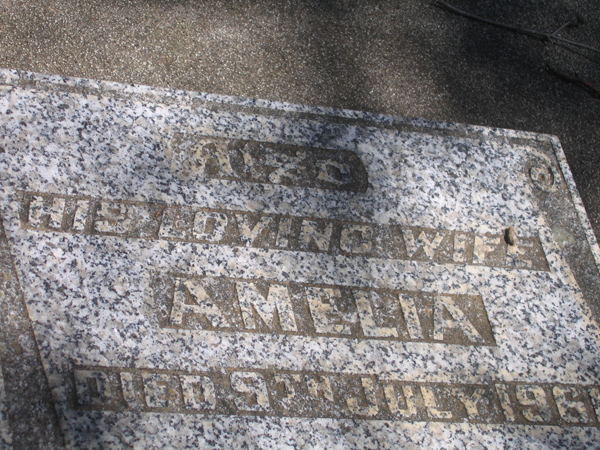 ALSO
HIS LOVING WIFE
AMELIA
DIED 9TH JULY